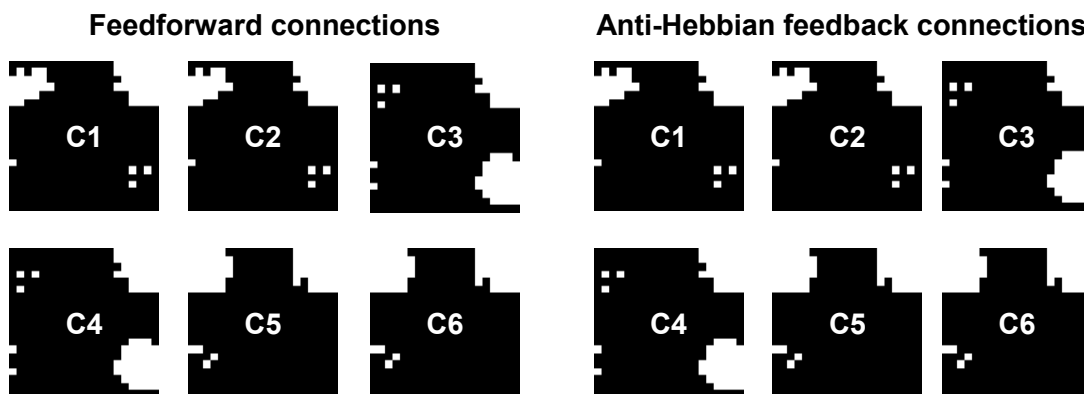 Feedforward connections
Anti-Hebbian feedback connections
C1 C2 C3 C1 C2 C3
C4 C5 C6 C4 C5 C6